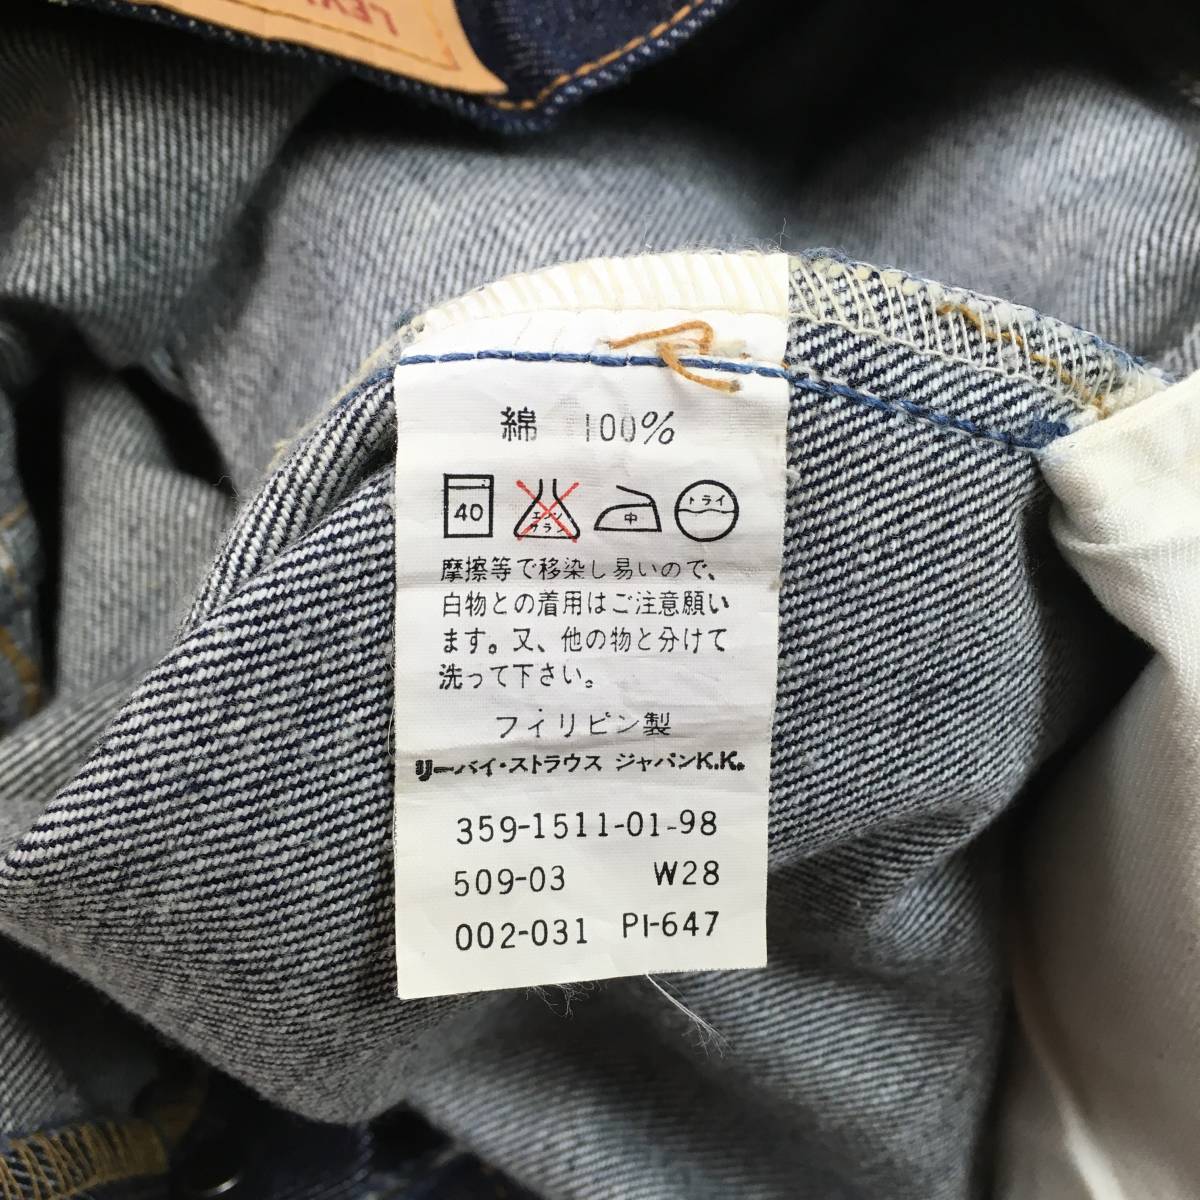 LEVI
綿 100%
40 エンソ サラシ 中 ドライ
摩擦等で移染し易いので、
白物との着用はご注意願い
ます。又、他の物と分けて
洗って下さい。
フィリピン製
リーバイ・ストラウス ジャパンK.K.
359-1511-01-98
509-03 W28
002-031 PI-647